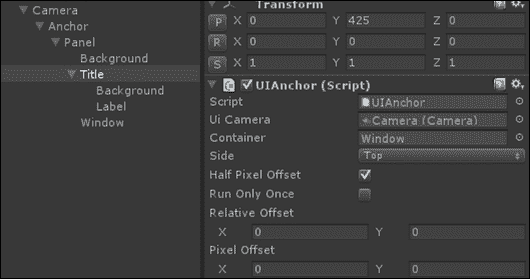 Camera
Anchor
Panel
Background
Title
Background
Label
Window
Transform
P X 0 Y 425 Z 0
R X 0 Y 0 Z 0
S X 1 Y 1 Z 1
UIAnchor (Script)
Script UIAnchor
Ui Camera Camera (Camera)
Container Window
Side Top
Half Pixel Offset
Run Only Once
Relative Offset
X 0 Y 0
Pixel Offset
X 0 Y 0